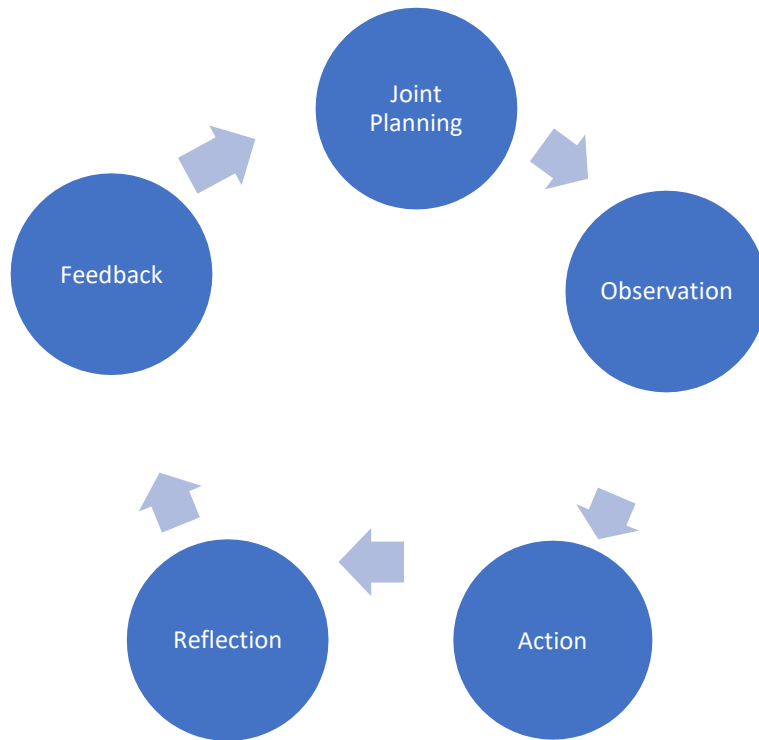 Joint
Planning
Observation
Action
Reflection
Feedback